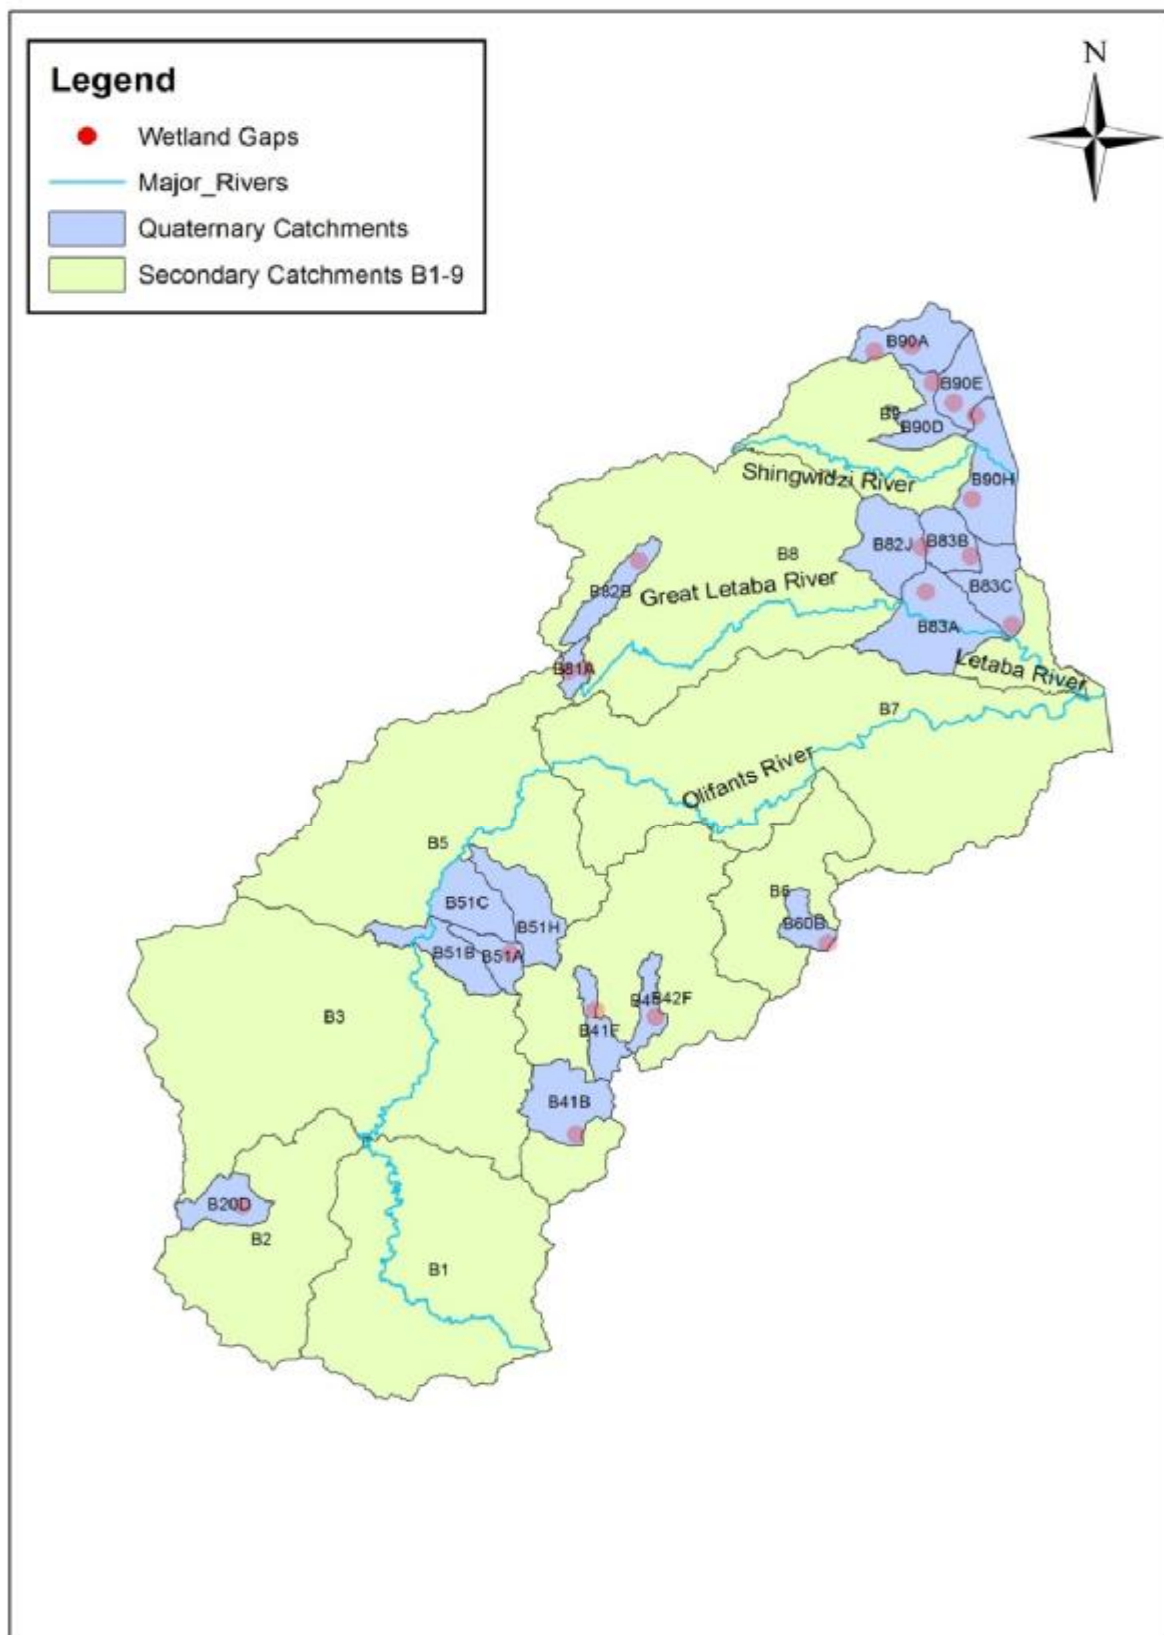 N
Legend
Wetland Gaps
Major_Rivers
Quaternary Catchments
Secondary Catchments B1-9
B90A
B90E
B9
B90D
Shingwidzi River
B90H
B82J
B83B
B8
B82B
Great Letaba River
B83C
B83A
B81A
Letaba River
B7
Olifants River
B5
B51C
B6
B51H
B60B
B51B
B51A
B42F
B3
B41B
B20D
B2
B1